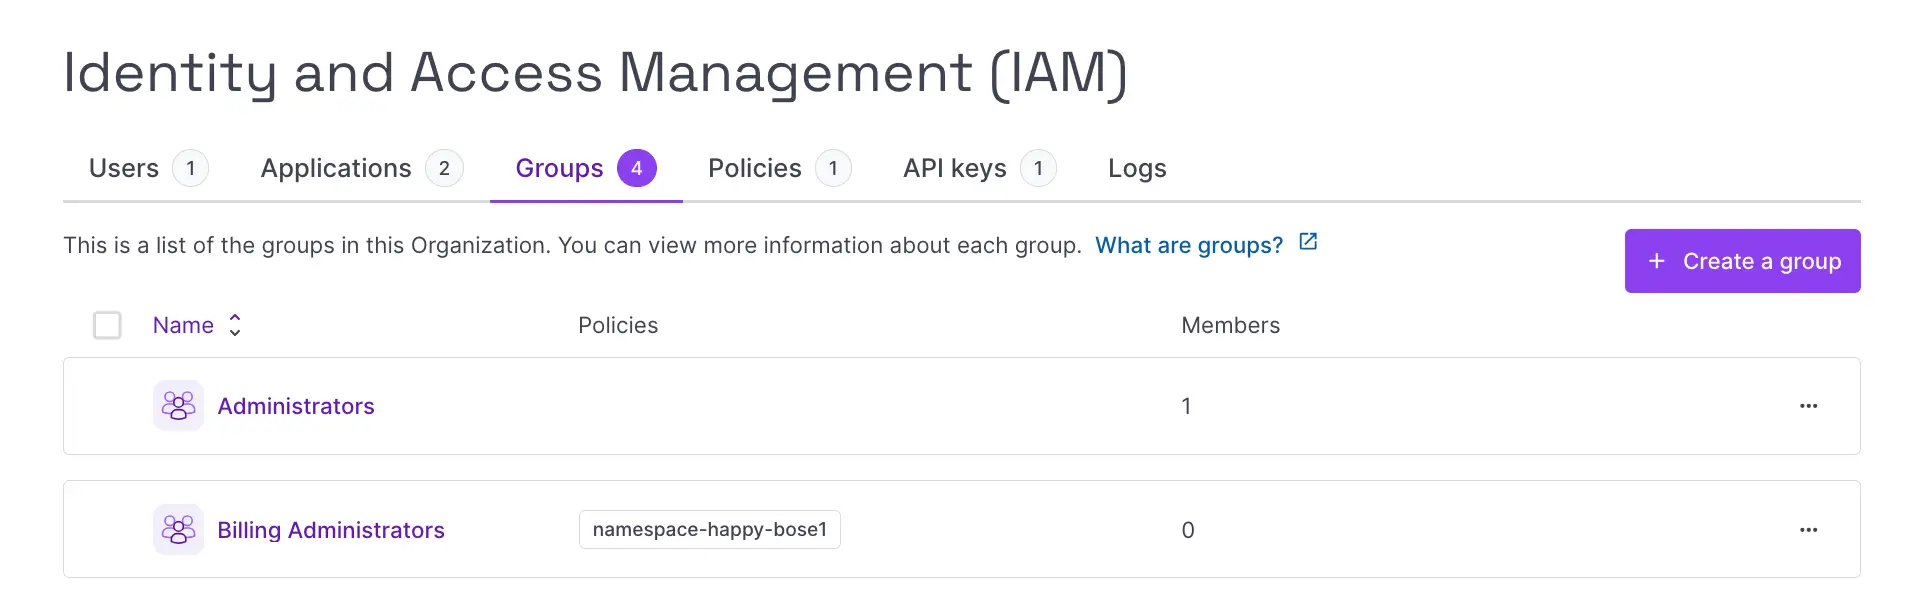 Identity and Access Management (IAM)
Users 1 Applications 2 Groups 4 Policies 1 API keys 1 Logs
This is a list of the groups in this Organization. You can view more information about each group. What are groups?
+ Create a group
Name Policies Members
Administrators 1 ...
Billing Administrators namespace-happy-bose1 0 ...